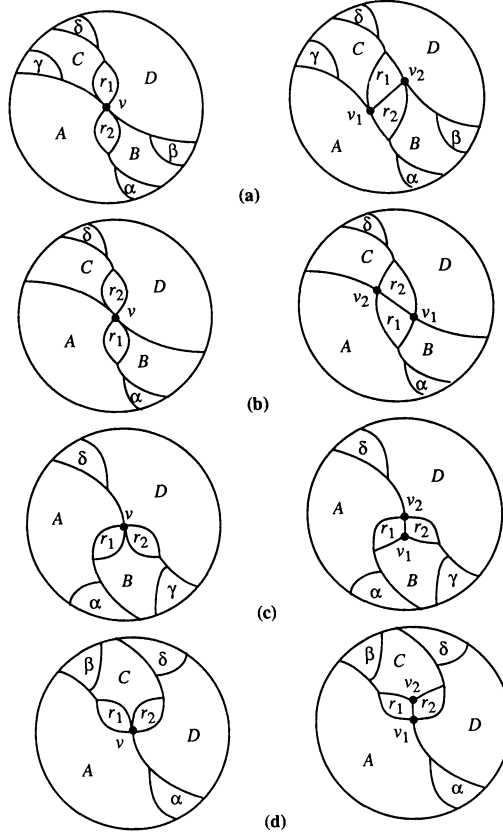 δ δ
γ C D γ C D
r1 r1 v2
v v1
r2 r2
A B β A B β
α α
(a)
δ δ
C D C D
r2 v2 r2
v v1
r1 r1
A B A B
α α
(b)
δ δ
D D
v v2
A r1 r2 A r1 r2
v1
B γ B γ
α α
(c)
β δ β δ
C C
v2
r1 r2 r1 r2
v v1
D D
A A
α α
(d)